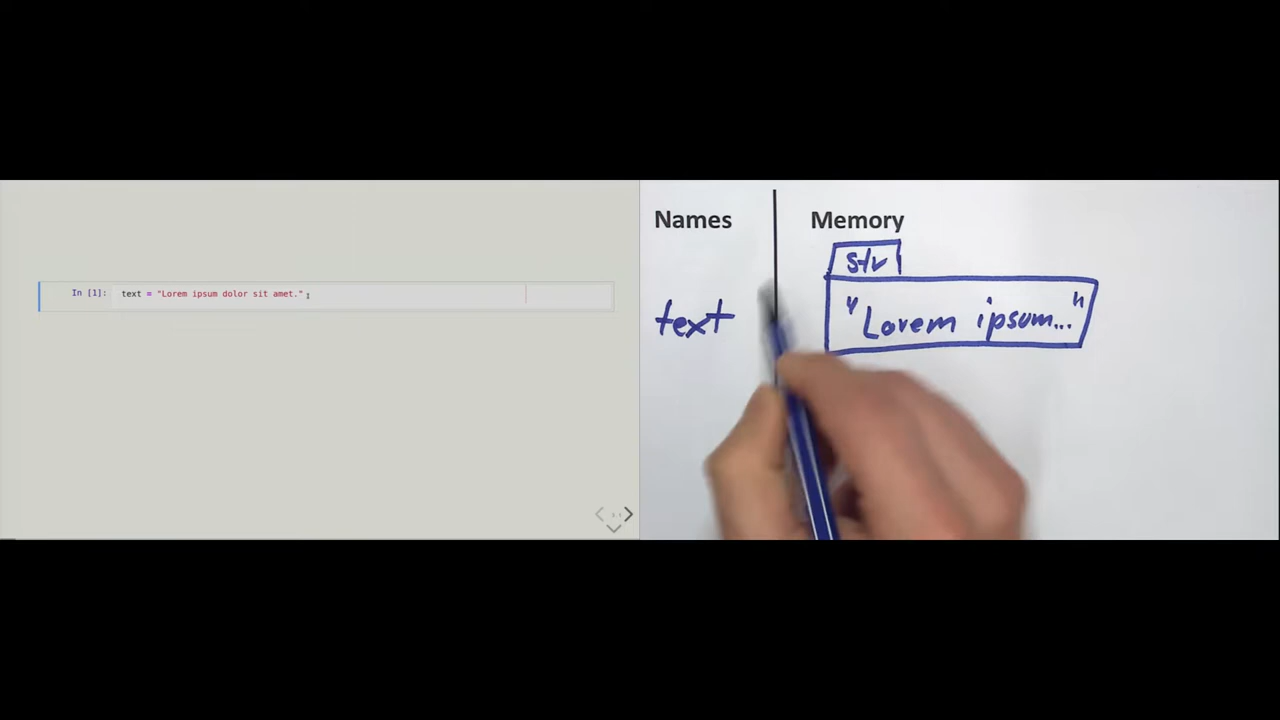 In [1]: text = "Lorem ipsum dolor sit amet."
Names
Memory
str
text
"Lorem ipsum..."